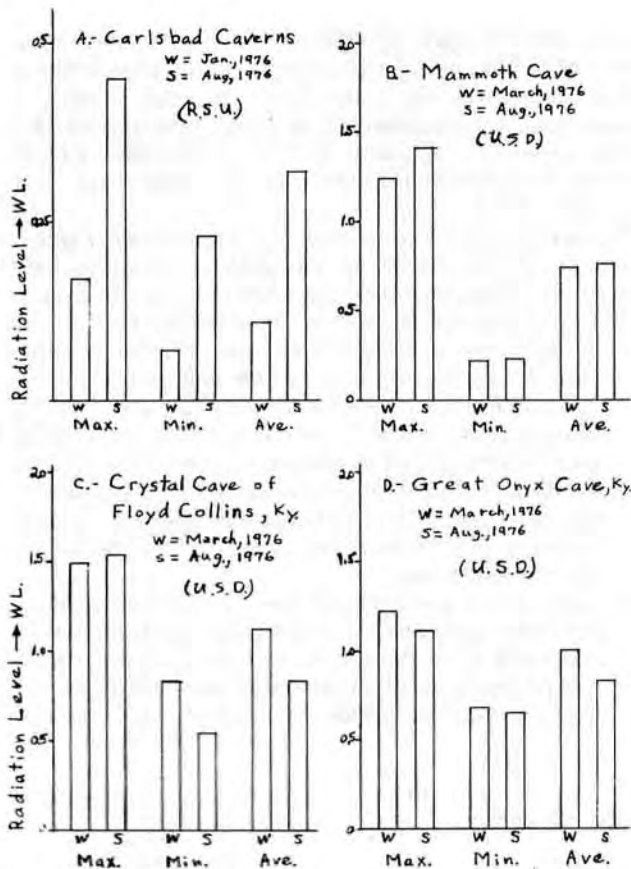 A.- Carlsbad Caverns
W = Jan., 1976
S = Aug, 1976
(R.S.U.)
0.5
Radiation Level → WL.
W S W S W S
Max. Min. Ave.
B.- Mammoth Cave
W = March, 1976
S = Aug., 1976
(U.S.D.)
2.0
1.5
1.0
0.5
0
W S W S W S
Max. Min. Ave.
C.- Crystal Cave of
Floyd Collins, Ky.
W = March, 1976
S = Aug., 1976
(U.S.D.)
2.0
1.5
1.0
0.5
0
Radiation Level → WL.
W S W S W S
Max. Min. Ave.
D.- Great Onyx Cave, Ky.
W = March, 1976
S = Aug., 1976
(U.S.D.)
2.0
1.5
1.0
0.5
0
W S W S W S
Max. Min. Ave.